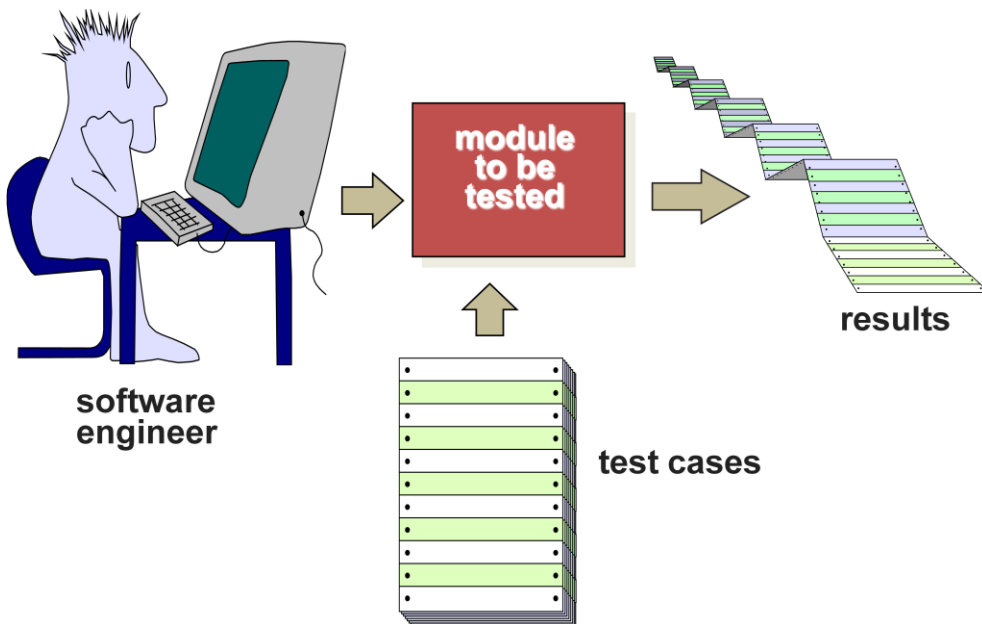 module
to be
tested
results
software
engineer
test cases